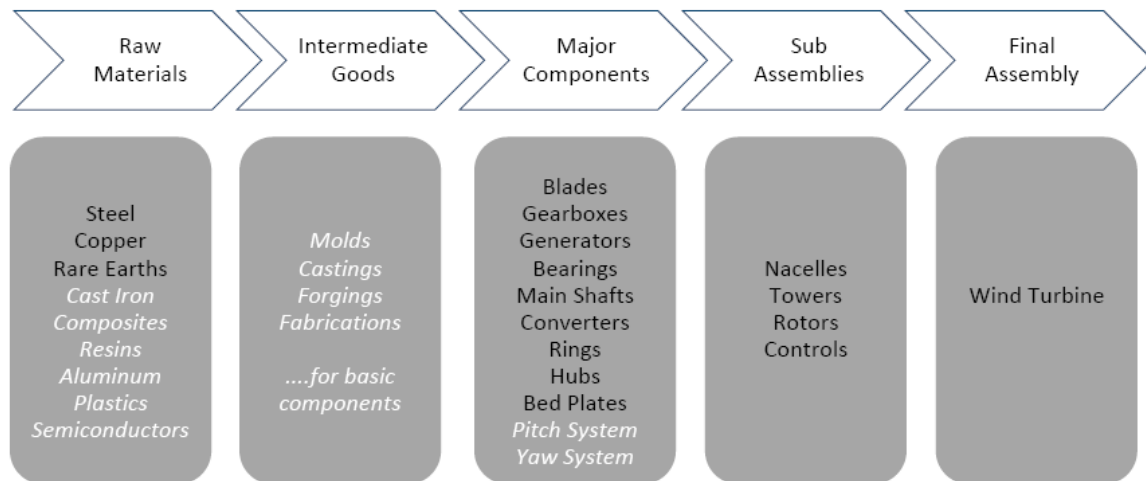 Raw
Materials
Intermediate
Goods
Major
Components
Sub
Assemblies
Final
Assembly
Steel
Copper
Rare Earths
Cast Iron
Composites
Resins
Aluminum
Plastics
Semiconductors
Molds
Castings
Forgings
Fabrications
....for basic
components
Blades
Gearboxes
Generators
Bearings
Main Shafts
Converters
Rings
Hubs
Bed Plates
Pitch System
Yaw System
Nacelles
Towers
Rotors
Controls
Wind Turbine